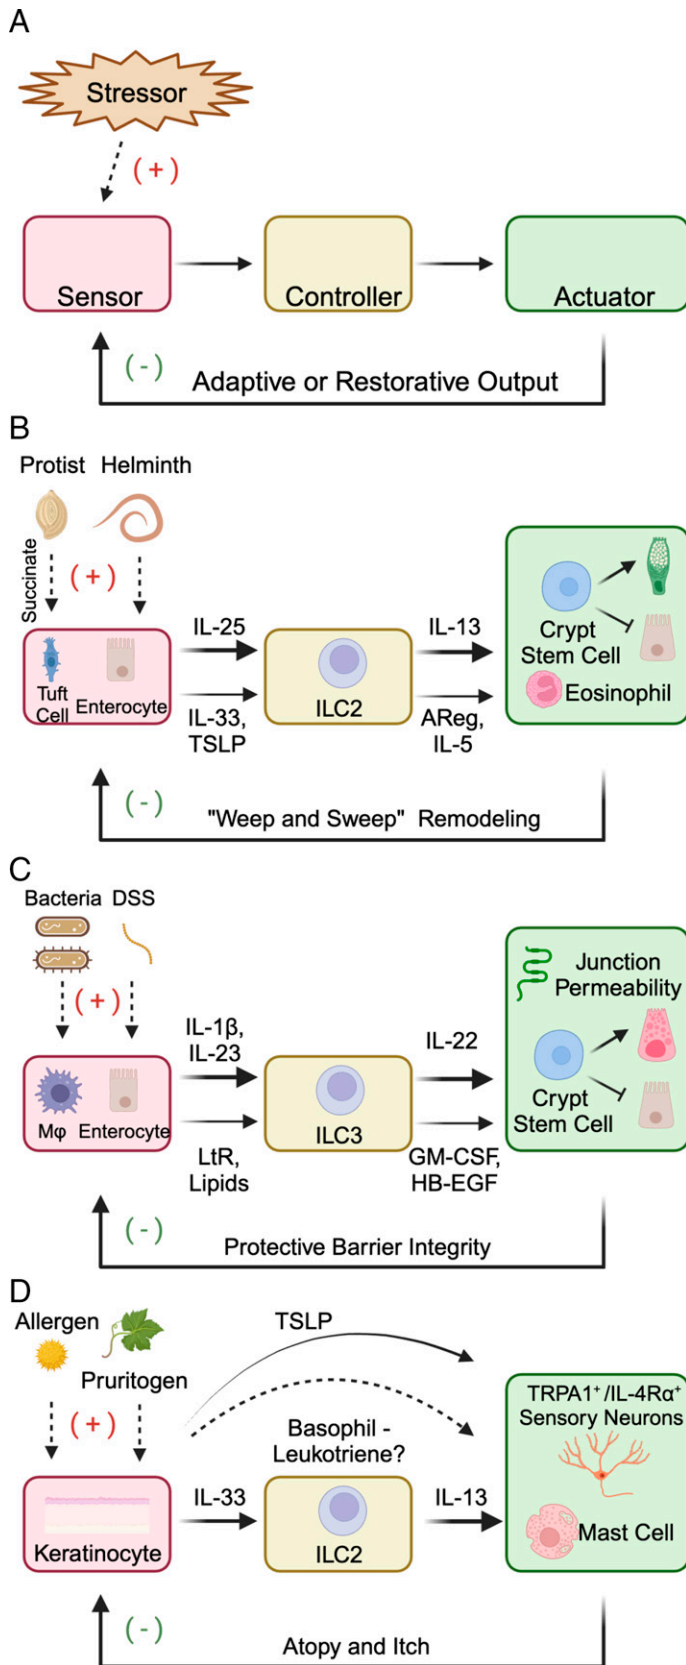 A
Stressor
(+)
Sensor
Controller
Actuator
(-)
Adaptive or Restorative Output
B
Protist
Helminth
Succinate
(+)
IL-25
IL-13
Tuft
Cell
Enterocyte
IL-33,
TSLP
ILC2
AReg,
IL-5
Crypt
Stem Cell
Eosinophil
(-)
"Weep and Sweep" Remodeling
C
Bacteria
DSS
(+)
IL-1β,
IL-23
IL-22
Junction
Permeability
Mφ
Enterocyte
LtR,
Lipids
ILC3
GM-CSF,
HB-EGF
Crypt
Stem Cell
(-)
Protective Barrier Integrity
D
Allergen
Pruritogen
(+)
TSLP
Basophil -
Leukotriene?
TRPA1⁺/IL-4Rα⁺
Sensory Neurons
IL-33
IL-13
Keratinocyte
ILC2
Mast Cell
(-)
Atopy and Itch